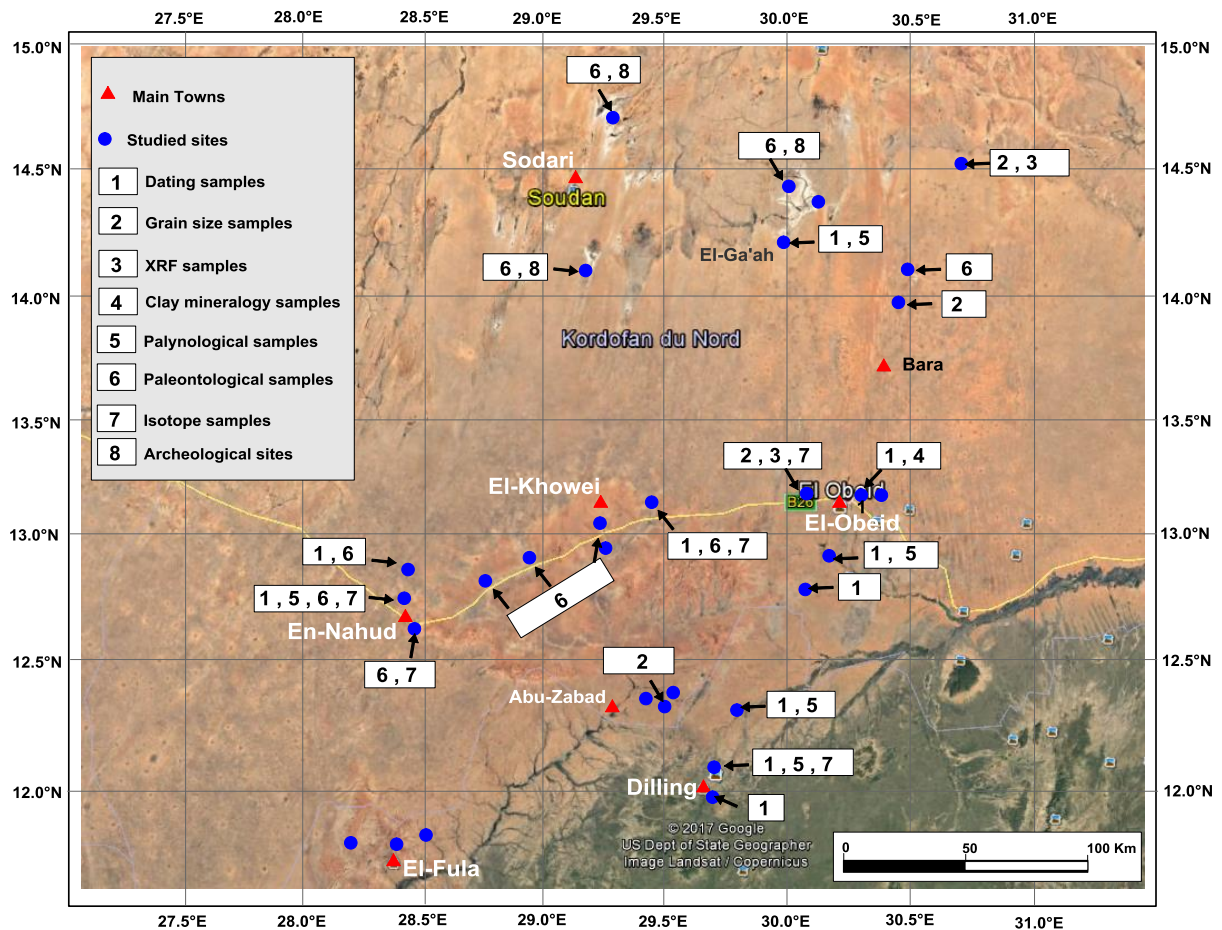 27.5°E 28.0°E 28.5°E 29.0°E 29.5°E 30.0°E 30.5°E 31.0°E
15.0°N 15.0°N
Main Towns
Studied sites
1 Dating samples
2 Grain size samples
3 XRF samples
4 Clay mineralogy samples
5 Palynological samples
6 Paleontological samples
7 Isotope samples
8 Archeological sites
6 , 8
Sodari
Soudan
6 , 8
2 , 3
14.5°N 14.5°N
1 , 5
El-Ga'ah
6 , 8
6
14.0°N 14.0°N
2
Kordofan du Nord
Bara
13.5°N 13.5°N
2 , 3 , 7
1 , 4
El-Khowei
El Obeid
B26
El-Obeid
13.0°N 13.0°N
1 , 6
1 , 6 , 7
1 , 5
1
1 , 5 , 6 , 7
6
En-Nahud
6 , 7
12.5°N 12.5°N
2
Abu-Zabad
1 , 5
1 , 5 , 7
Dilling
12.0°N 12.0°N
1
© 2017 Google
US Dept of State Geographer
Image Landsat / Copernicus
0 50 100 Km
El-Fula
27.5°E 28.0°E 28.5°E 29.0°E 29.5°E 30.0°E 30.5°E 31.0°E